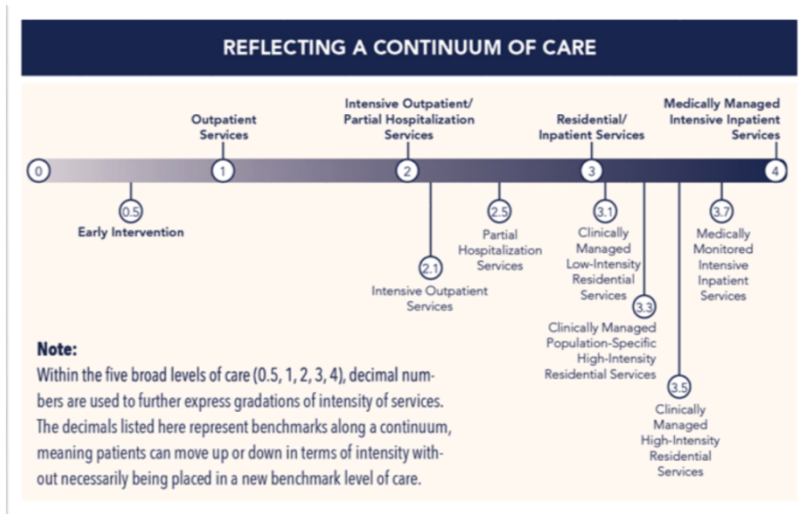 REFLECTING A CONTINUUM OF CARE
Outpatient
Services
Intensive Outpatient/
Partial Hospitalization
Services
Residential/
Inpatient Services
Medically Managed
Intensive Inpatient
Services
0
1
2
3
4
0.5
Early Intervention
2.1
Intensive Outpatient
Services
2.5
Partial
Hospitalization
Services
3.1
Clinically
Managed
Low-Intensity
Residential
Services
3.3
Clinically Managed
Population-Specific
High-Intensity
Residential Services
3.5
Clinically
Managed
High-Intensity
Residential
Services
3.7
Medically
Monitored
Intensive
Inpatient
Services
Note:
Within the five broad levels of care (0.5, 1, 2, 3, 4), decimal num-
bers are used to further express gradations of intensity of services.
The decimals listed here represent benchmarks along a continuum,
meaning patients can move up or down in terms of intensity with-
out necessarily being placed in a new benchmark level of care.